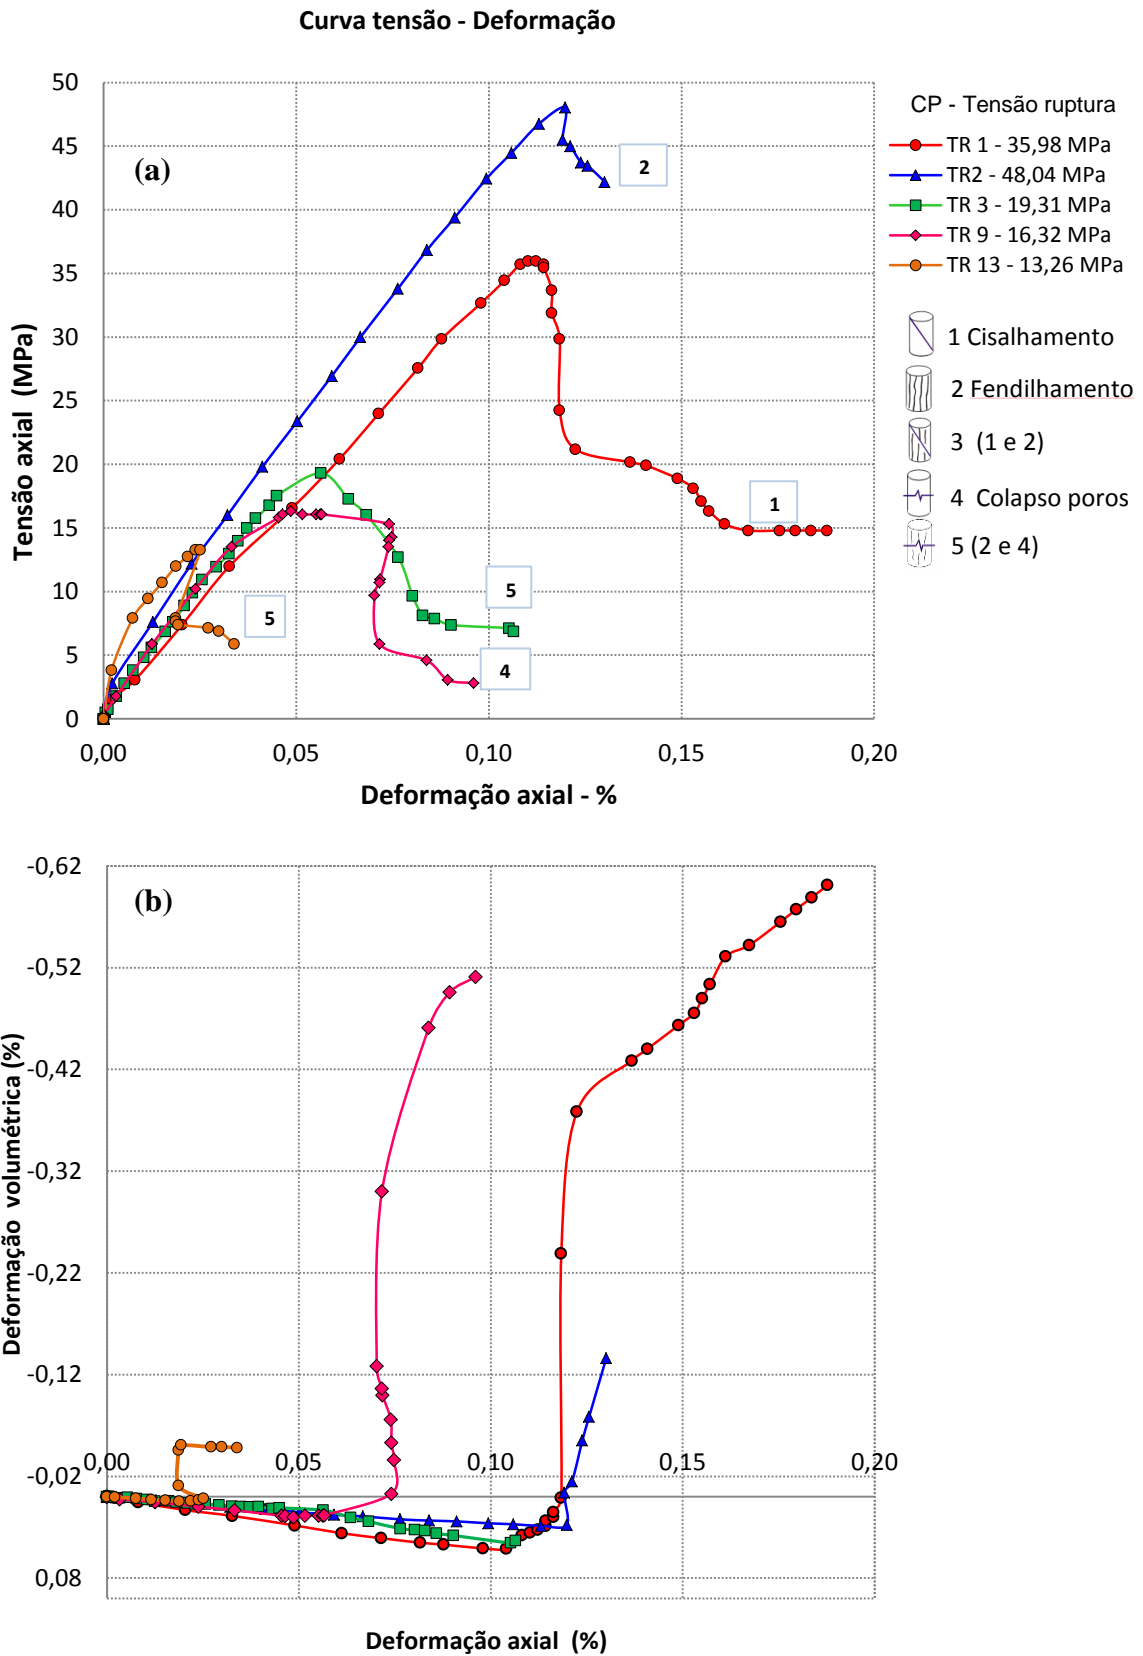 Curva tensão - Deformação
50
45
40
35
30
25
20
15
10
5
0
0,00 0,05 0,10 0,15 0,20
Tensão axial (MPa)
Deformação axial - %
(a)
2
1
5
5
4
CP - Tensão ruptura
TR 1 - 35,98 MPa
TR2 - 48,04 MPa
TR 3 - 19,31 MPa
TR 9 - 16,32 MPa
TR 13 - 13,26 MPa
1 Cisalhamento
2 Fendilhamento
3 (1 e 2)
4 Colapso poros
5 (2 e 4)
(b)
-0,62
-0,52
-0,42
-0,32
-0,22
-0,12
-0,02
0,08
0,00 0,05 0,10 0,15 0,20
Deformação volumétrica (%)
Deformação axial (%)